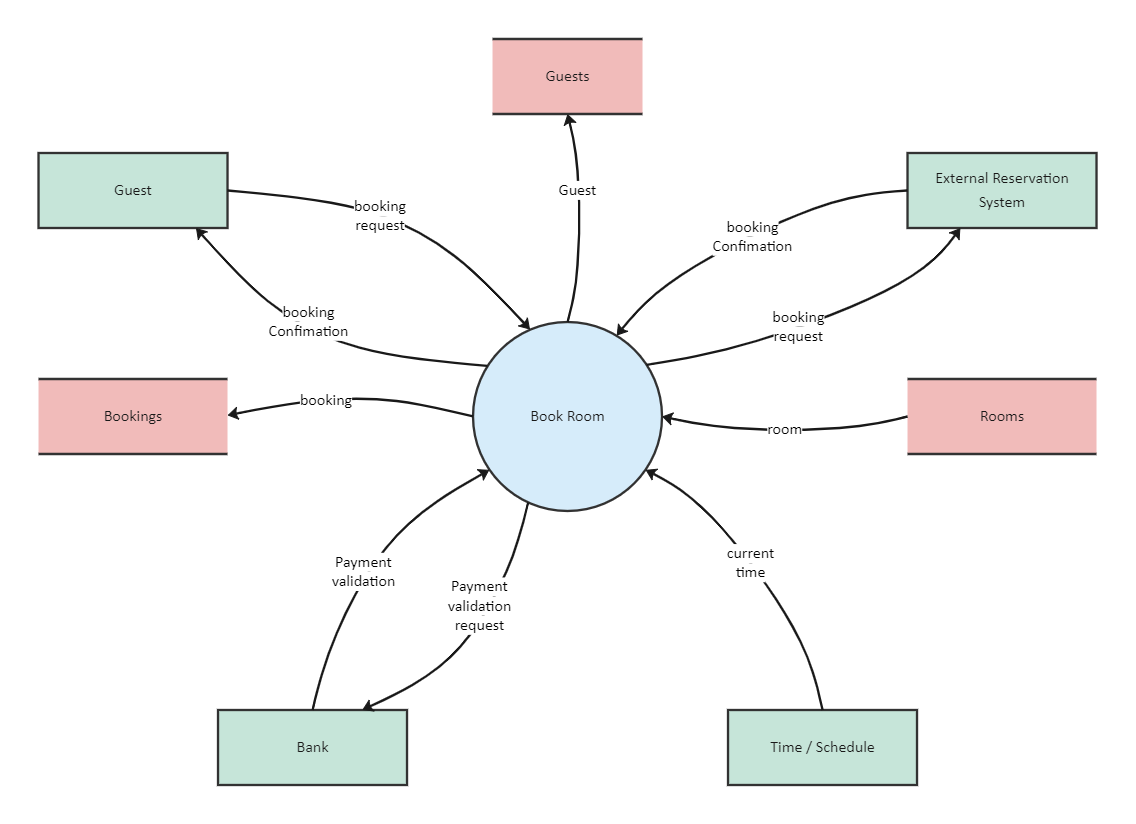 Guests
Guest
External Reservation
System
Guest
booking
request
booking
Confimation
booking
Confimation
booking
request
Bookings
booking
Book Room
room
Rooms
Payment
validation
Payment
validation
request
current
time
Bank
Time / Schedule